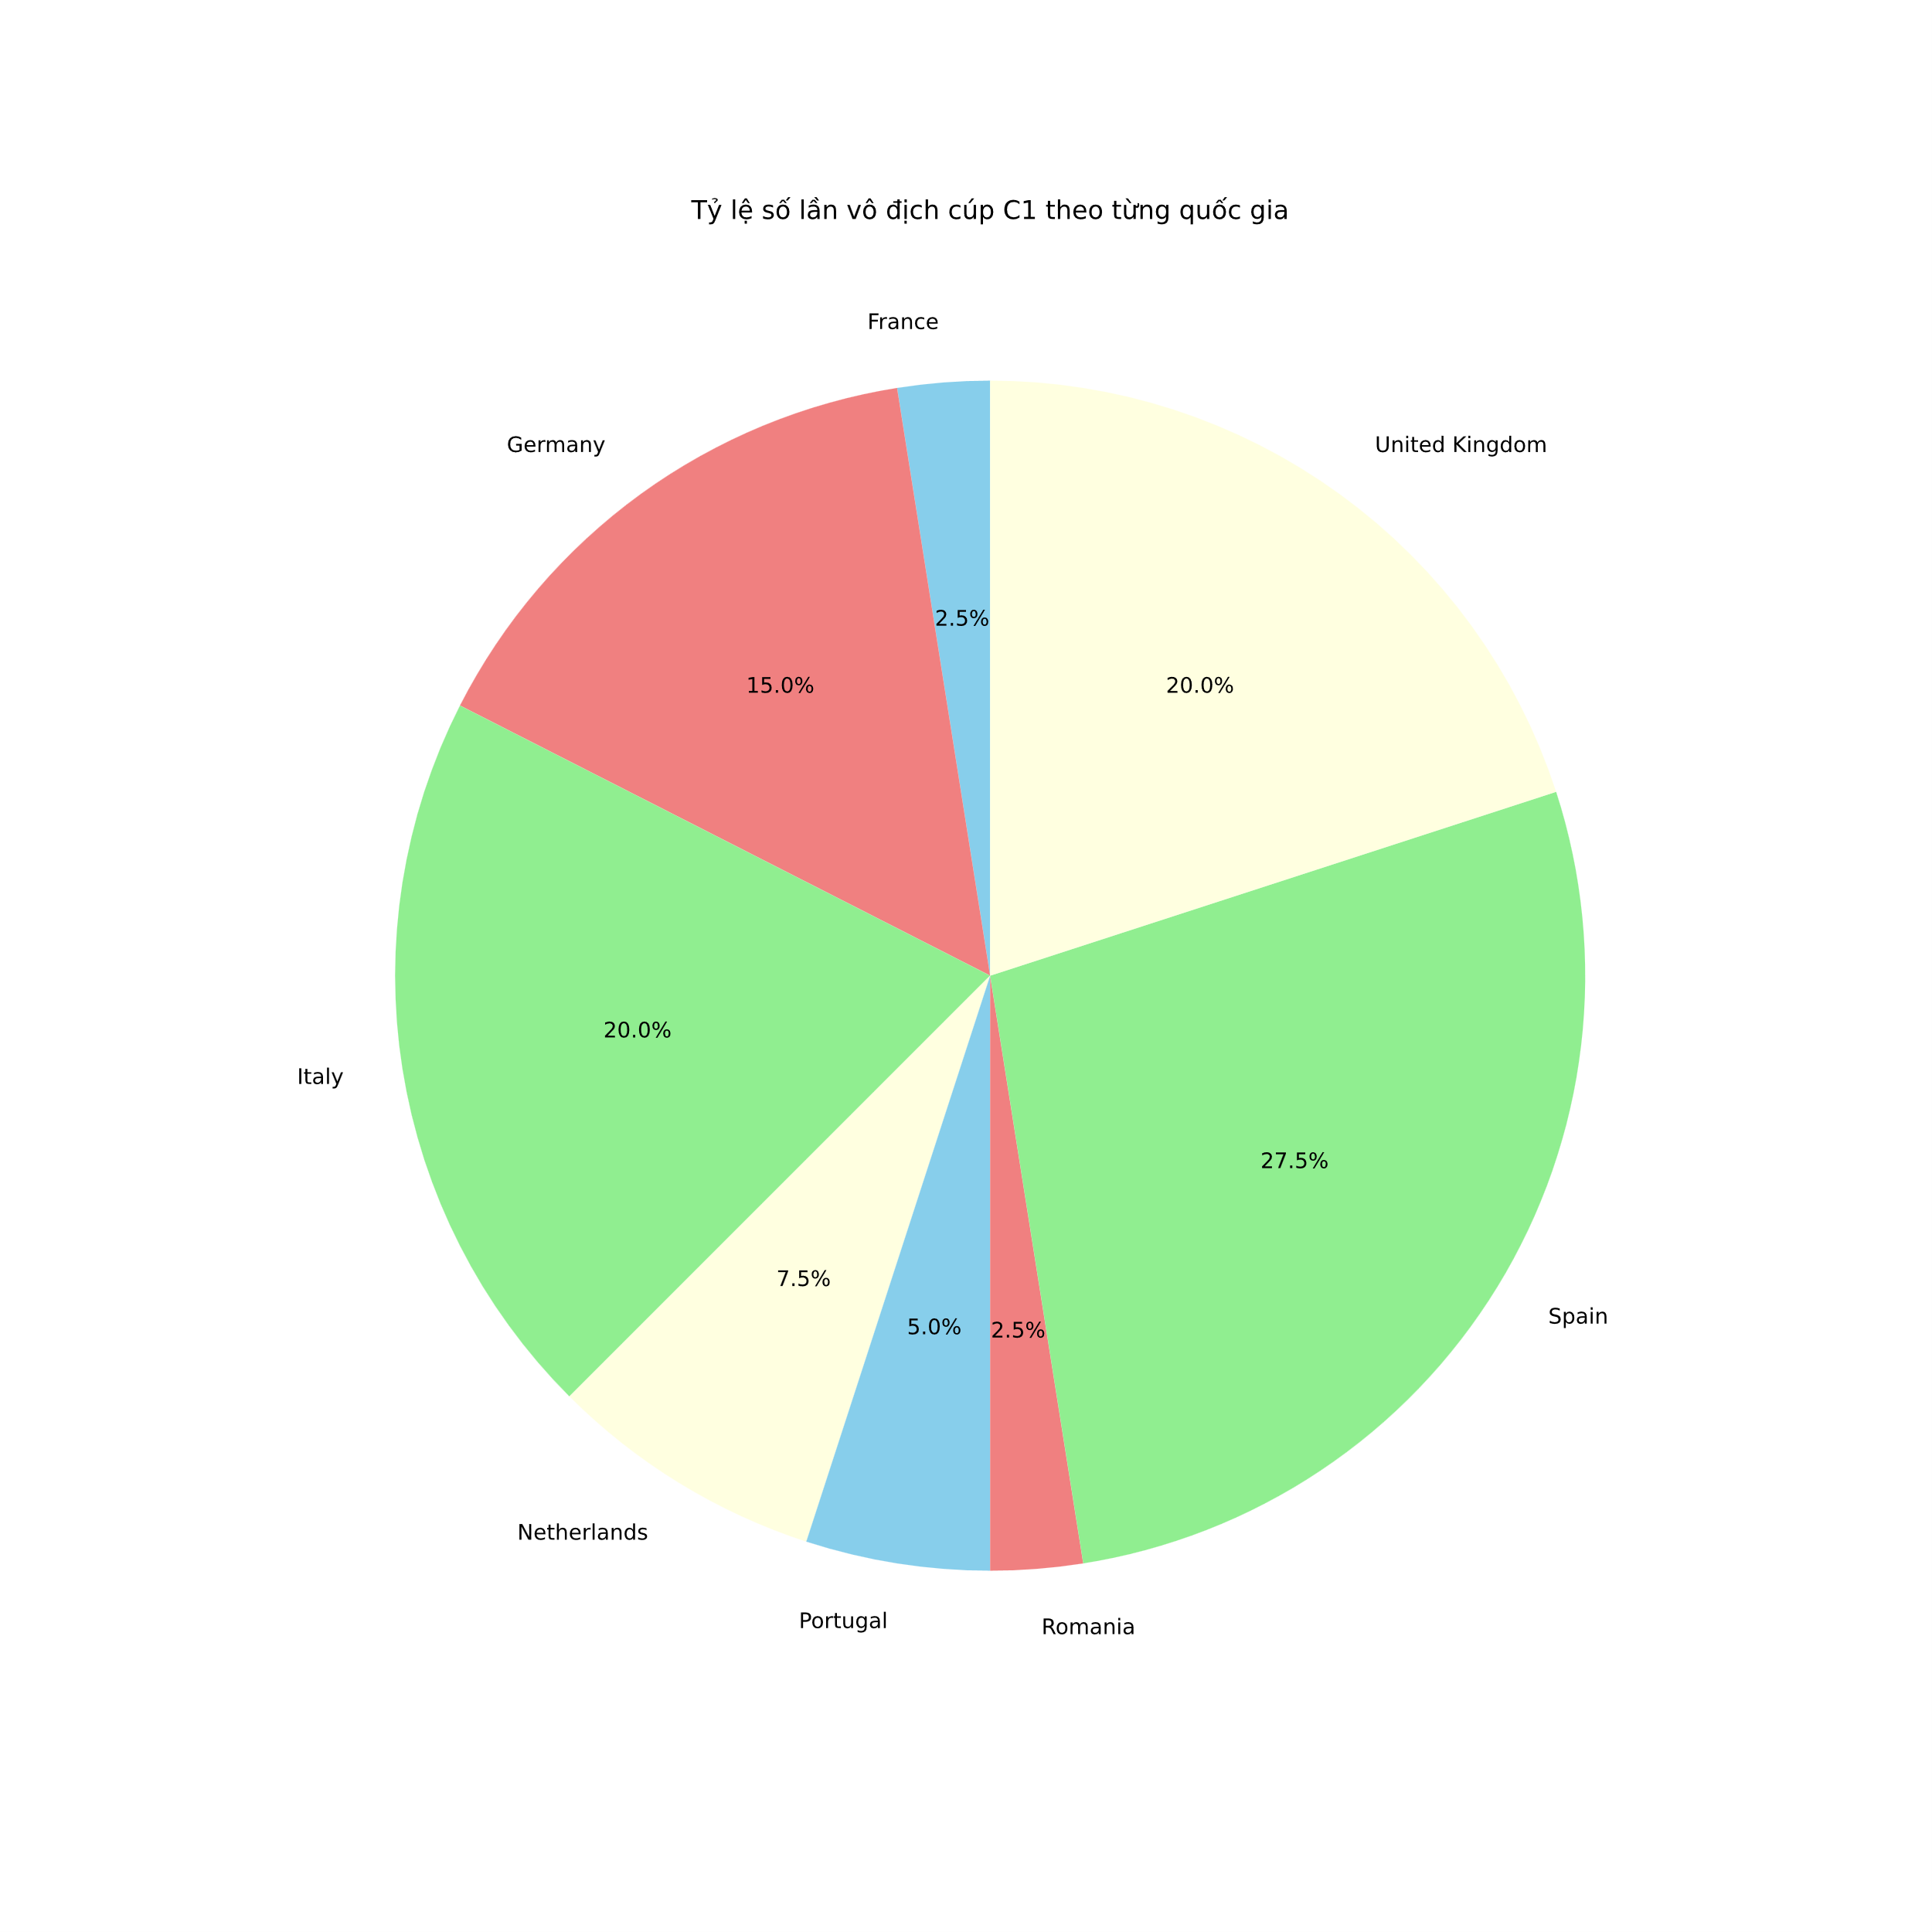 Tỷ lệ số lần vô địch cúp C1 theo từng quốc gia
France
Germany
United Kingdom
2.5%
15.0%
20.0%
20.0%
Italy
27.5%
7.5%
5.0%
2.5%
Spain
Netherlands
Portugal
Romania